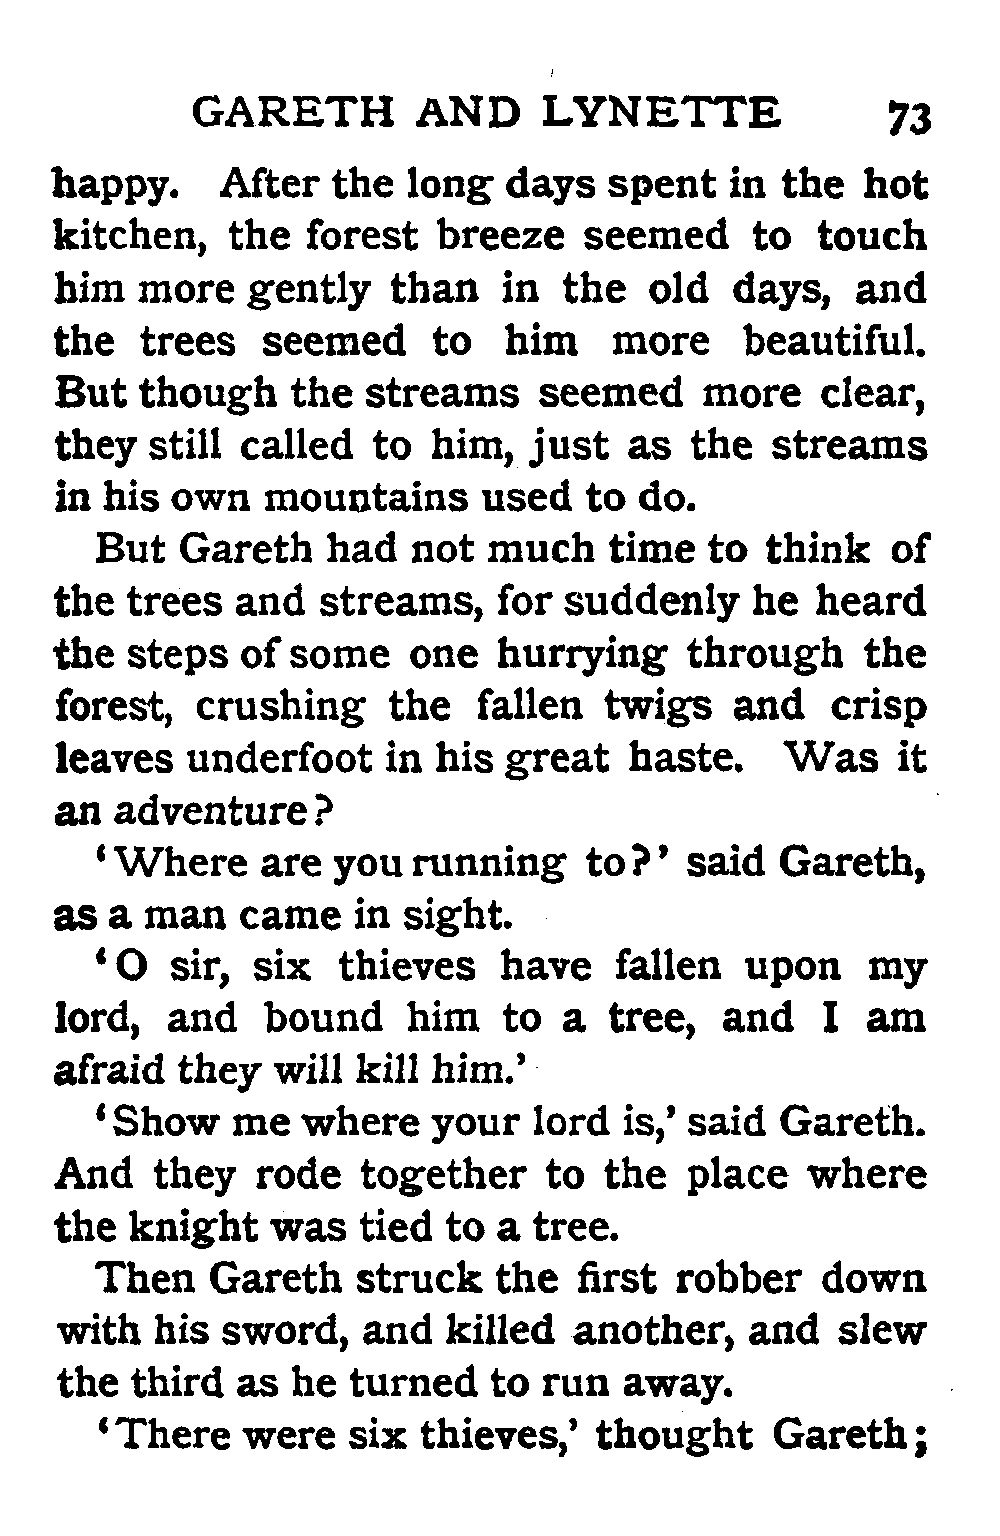 GARETH AND LYNETTE 73
happy. After the long days spent in the hot
kitchen, the forest breeze seemed to touch
him more gently than in the old days, and
the trees seemed to him more beautiful.
But though the streams seemed more clear,
they still called to him, just as the streams
in his own mountains used to do.
But Gareth had not much time to think of
the trees and streams, for suddenly he heard
the steps of some one hurrying through the
forest, crushing the fallen twigs and crisp
leaves underfoot in his great haste. Was it
an adventure?
‘Where are you running to?’ said Gareth,
as a man came in sight.
‘O sir, six thieves have fallen upon my
lord, and bound him to a tree, and I am
afraid they will kill him.’
‘Show me where your lord is,’ said Gareth.
And they rode together to the place where
the knight was tied to a tree.
Then Gareth struck the first robber down
with his sword, and killed another, and slew
the third as he turned to run away.
‘There were six thieves,’ thought Gareth;